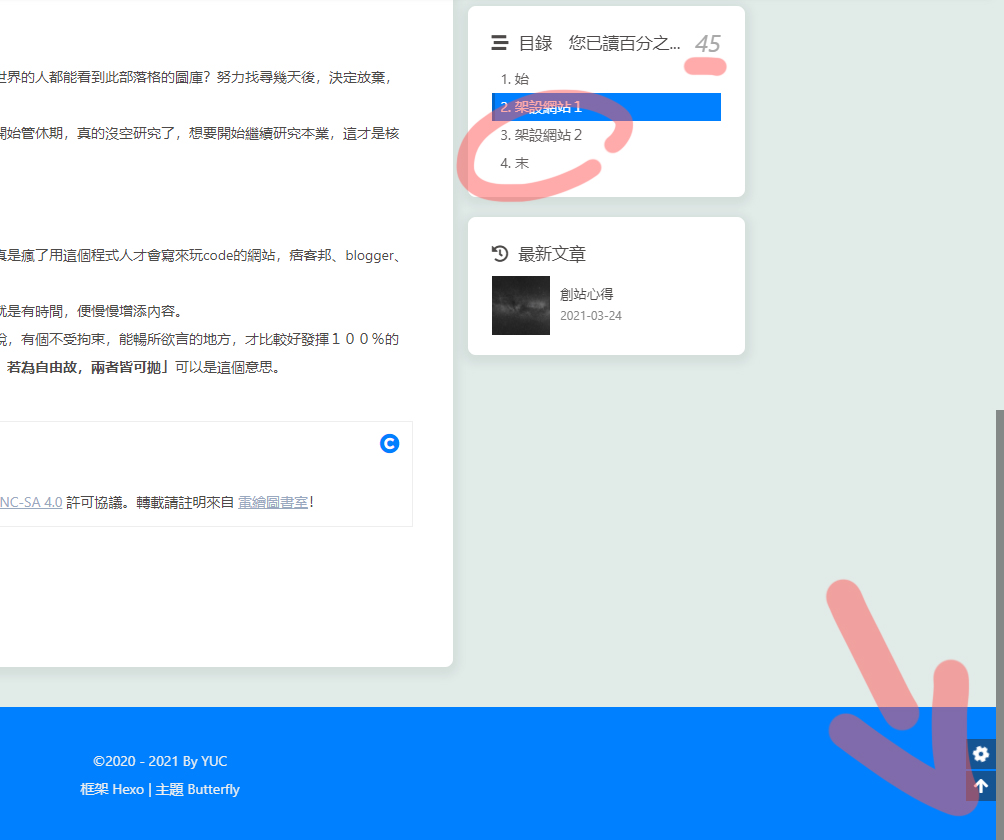 世界的人都能看到此部落格的圖庫？努力找尋幾天後，決定放棄，
開始管休期，真的沒空研究了，想要開始繼續研究本業，這才是核
真是瘋了用這個程式人才會寫來玩code的網站，痞客邦、blogger、
就是有時間，便慢慢增添內容。
說，有個不受拘束，能暢所欲言的地方，才比較好發揮１００％的
若為自由故，兩者皆可拋」可以是這個意思。
NC-SA 4.0 許可協議。轉載請註明來自 重繪圖書室！
目錄 您已讀百分之... 45
1. 始
2. 架設網站１
3. 架設網站２
4. 末
最新文章
創站心得
2021-03-24
©2020 - 2021 By YUC
框架 Hexo | 主題 Butterfly